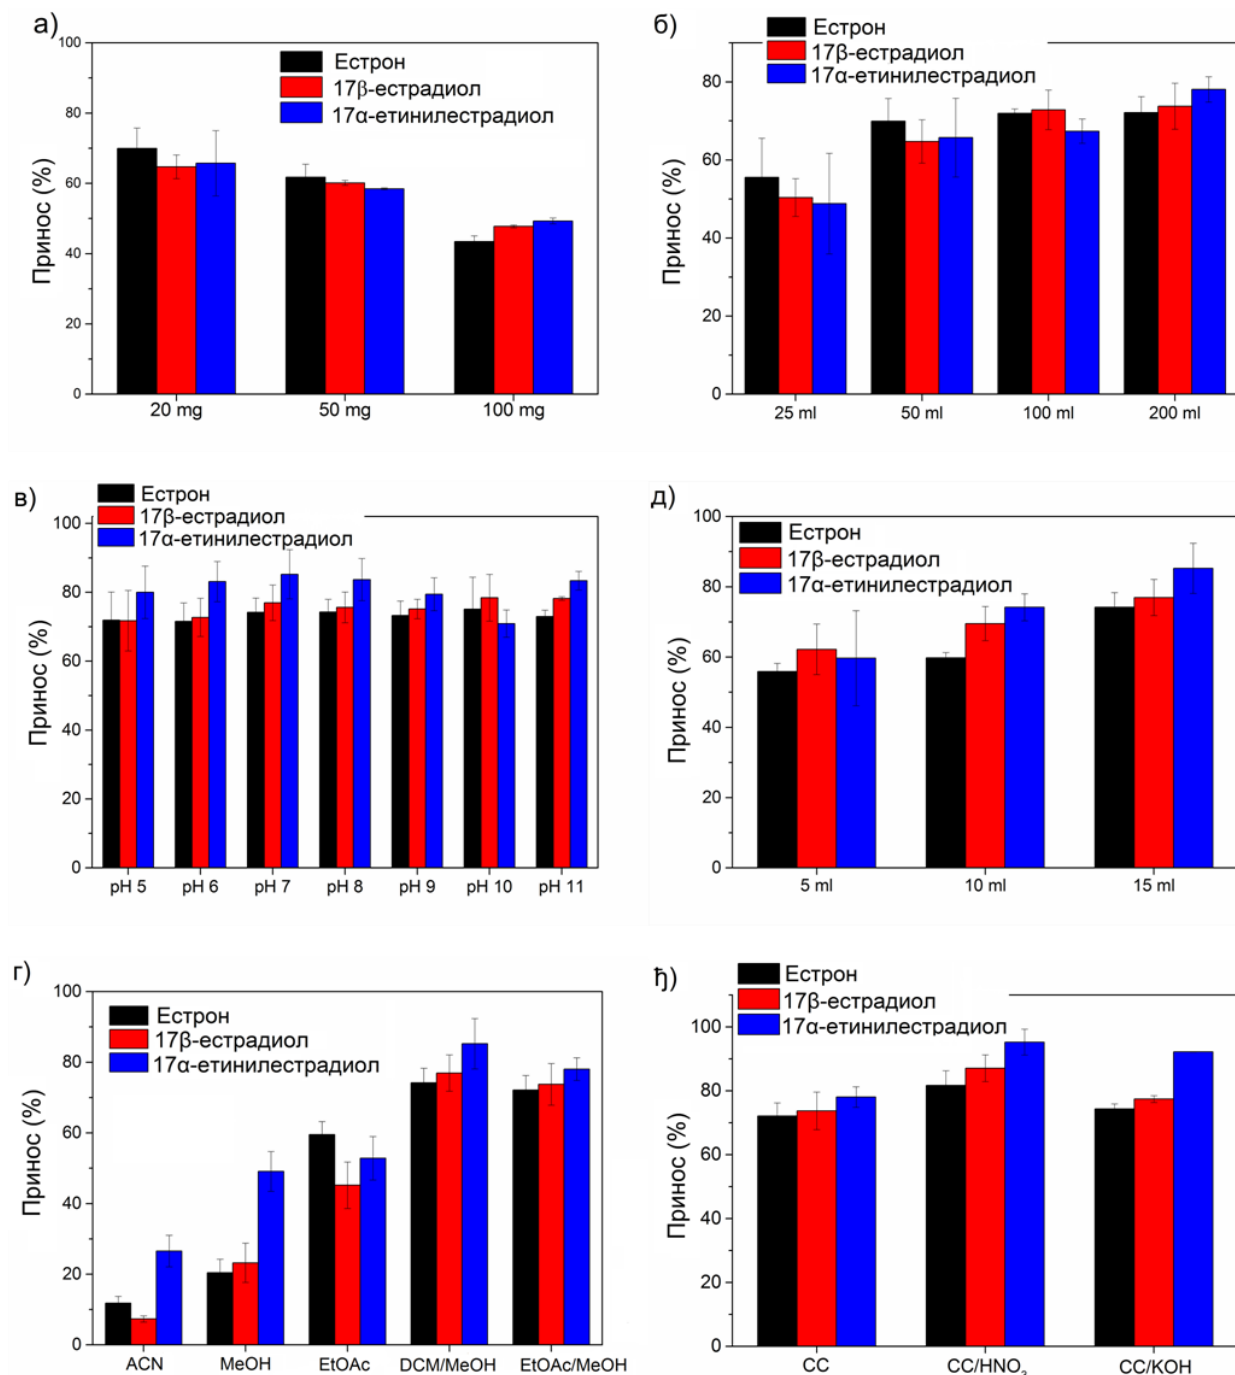 а)
Естрон
17β-естрадиол
17α-етинилестрадиол
Принос (%)
100
80
60
40
20
0
20 mg
50 mg
100 mg
б)
Естрон
17β-естрадиол
17α-етинилестрадиол
Принос (%)
80
60
40
20
0
25 ml
50 ml
100 ml
200 ml
в)
Естрон
17β-естрадиол
17α-етинилестрадиол
Принос (%)
100
80
60
40
20
0
pH 5
pH 6
pH 7
pH 8
pH 9
pH 10
pH 11
д)
Естрон
17β-естрадиол
17α-етинилестрадиол
Принос (%)
100
80
60
40
20
0
5 ml
10 ml
15 ml
г)
Естрон
17β-естрадиол
17α-етинилестрадиол
Принос (%)
100
80
60
40
20
0
ACN
MeOH
EtOAc
DCM/MeOH
EtOAc/MeOH
ђ)
Естрон
17β-естрадиол
17α-етинилестрадиол
Принос (%)
100
80
60
40
20
0
CC
CC/HNO₃
CC/KOH